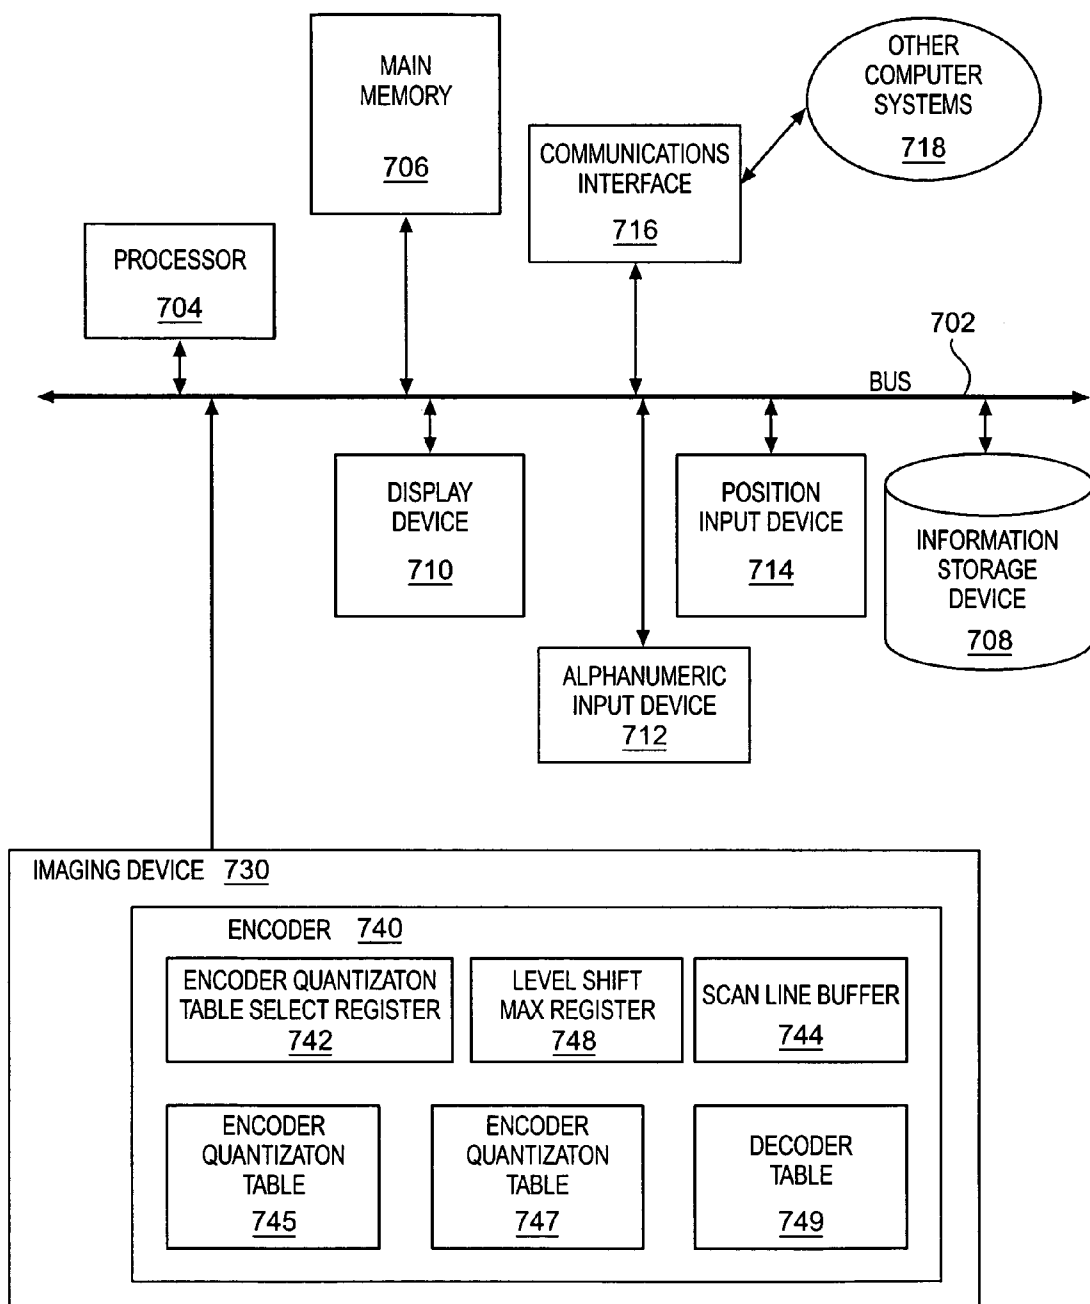 MAIN
MEMORY
706
OTHER
COMPUTER
SYSTEMS
718
COMMUNICATIONS
INTERFACE
716
PROCESSOR
704
702
BUS
DISPLAY
DEVICE
710
POSITION
INPUT DEVICE
714
INFORMATION
STORAGE
DEVICE
708
ALPHANUMERIC
INPUT DEVICE
712
IMAGING DEVICE 730
ENCODER 740
ENCODER QUANTIZATON
TABLE SELECT REGISTER
742
LEVEL SHIFT
MAX REGISTER
748
SCAN LINE BUFFER
744
ENCODER
QUANTIZATON
TABLE
745
ENCODER
QUANTIZATON
TABLE
747
DECODER
TABLE
749